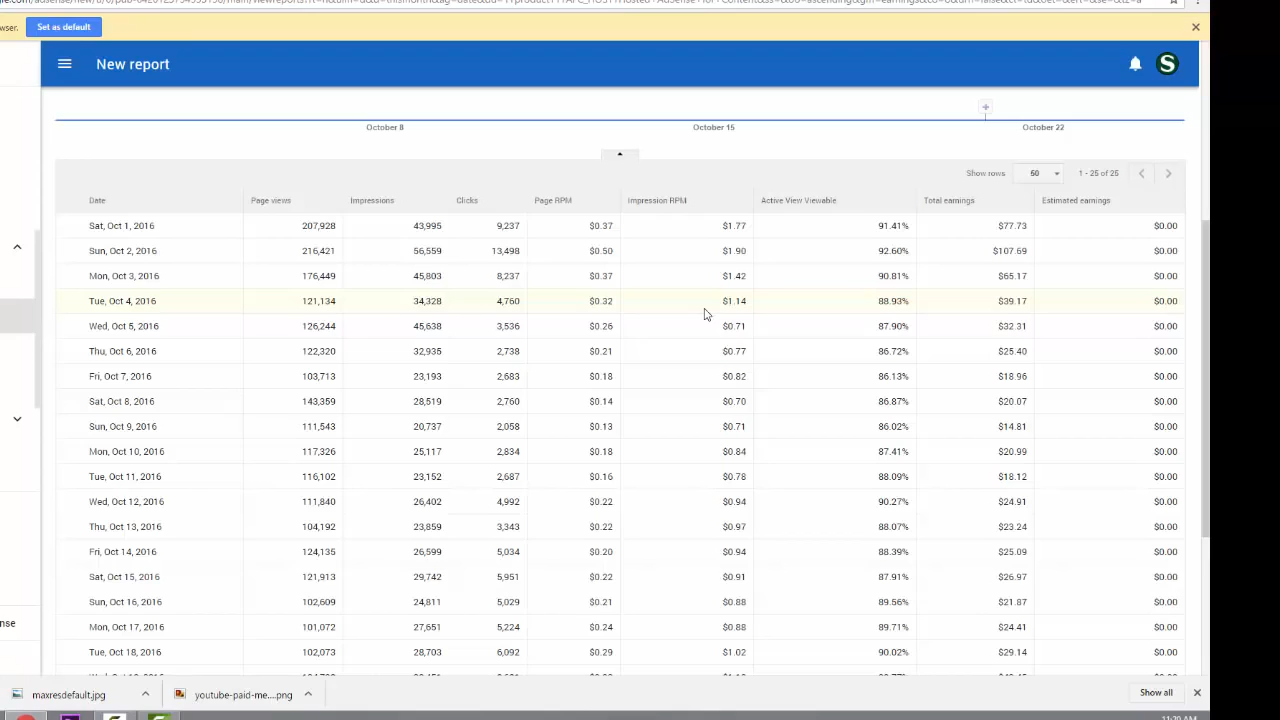 wser.
Set as default
New report
S
October 8
October 15
October 22
Show rows 50 1 - 25 of 25
Date Page views Impressions Clicks Page RPM Impression RPM Active View Viewable Total earnings Estimated earnings
Sat, Oct 1, 2016 207,928 43,995 9,237 $0.37 $1.77 91.41% $77.73 $0.00
Sun, Oct 2, 2016 216,421 56,559 13,498 $0.50 $1.90 92.60% $107.69 $0.00
Mon, Oct 3, 2016 176,449 45,803 8,237 $0.37 $1.42 90.81% $65.17 $0.00
Tue, Oct 4, 2016 121,134 34,328 4,760 $0.32 $1.14 88.93% $39.17 $0.00
Wed, Oct 5, 2016 126,244 45,638 3,536 $0.26 $0.71 87.90% $32.31 $0.00
Thu, Oct 6, 2016 122,320 32,935 2,738 $0.21 $0.77 86.72% $25.40 $0.00
Fri, Oct 7, 2016 103,713 23,193 2,683 $0.18 $0.82 86.13% $18.96 $0.00
Sat, Oct 8, 2016 143,359 28,519 2,760 $0.14 $0.70 86.87% $20.07 $0.00
Sun, Oct 9, 2016 111,543 20,737 2,058 $0.13 $0.71 86.02% $14.81 $0.00
Mon, Oct 10, 2016 117,326 25,117 2,834 $0.18 $0.84 87.41% $20.99 $0.00
Tue, Oct 11, 2016 116,102 23,152 2,687 $0.16 $0.78 88.09% $18.12 $0.00
Wed, Oct 12, 2016 111,840 26,402 4,992 $0.22 $0.94 90.27% $24.91 $0.00
Thu, Oct 13, 2016 104,192 23,859 3,343 $0.22 $0.97 88.07% $23.24 $0.00
Fri, Oct 14, 2016 124,135 26,599 5,034 $0.20 $0.94 88.39% $25.09 $0.00
Sat, Oct 15, 2016 121,913 29,742 5,951 $0.22 $0.91 87.91% $26.97 $0.00
Sun, Oct 16, 2016 102,609 24,811 5,029 $0.21 $0.88 89.56% $21.87 $0.00
Mon, Oct 17, 2016 101,072 27,651 5,224 $0.24 $0.88 89.71% $24.41 $0.00
Tue, Oct 18, 2016 102,073 28,703 6,092 $0.29 $1.02 90.02% $29.14 $0.00
nse
maxresdefault.jpg
youtube-paid-me....png
Show all